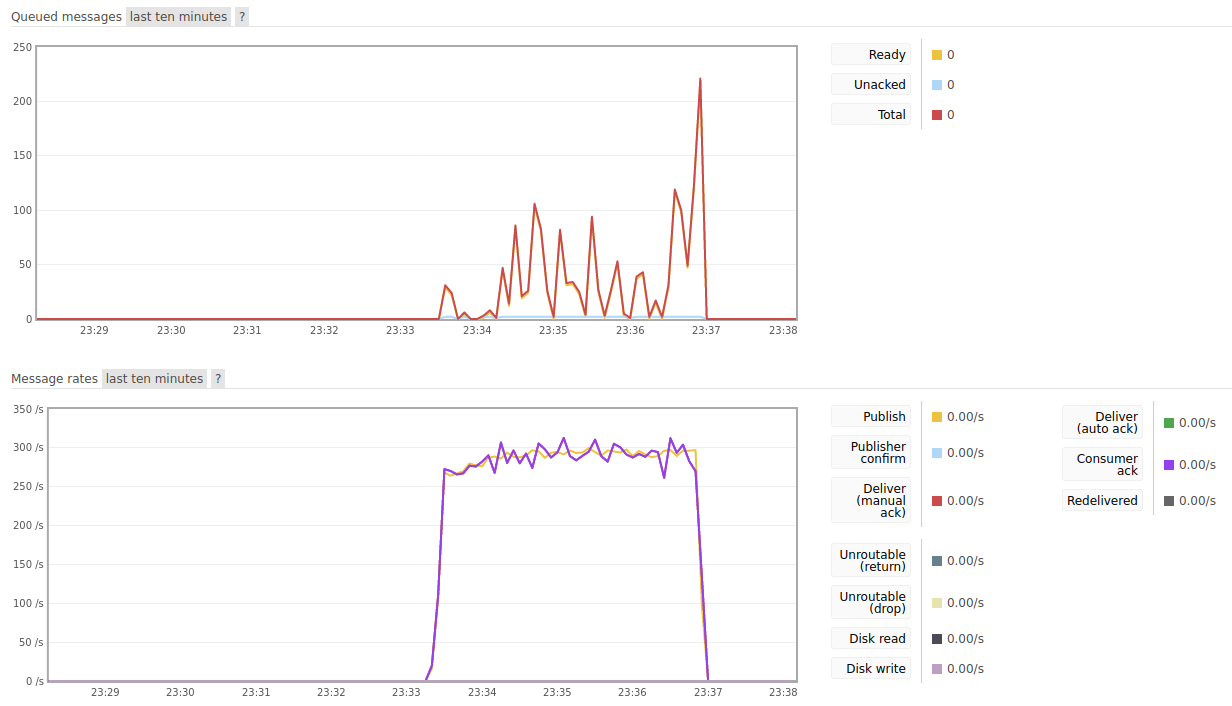 Queued messages last ten minutes ?
250
200
150
100
50
0
23:29 23:30 23:31 23:32 23:33 23:34 23:35 23:36 23:37 23:38
Ready 0
Unacked 0
Total 0
Message rates last ten minutes ?
350 /s
300 /s
250 /s
200 /s
150 /s
100 /s
50 /s
0 /s
23:29 23:30 23:31 23:32 23:33 23:34 23:35 23:36 23:37 23:38
Publish 0.00/s
Publisher
confirm 0.00/s
Deliver
(manual 0.00/s
ack)
Unroutable
(return) 0.00/s
Unroutable
(drop) 0.00/s
Disk read 0.00/s
Disk write 0.00/s
Deliver
(auto ack) 0.00/s
Consumer
ack 0.00/s
Redelivered 0.00/s